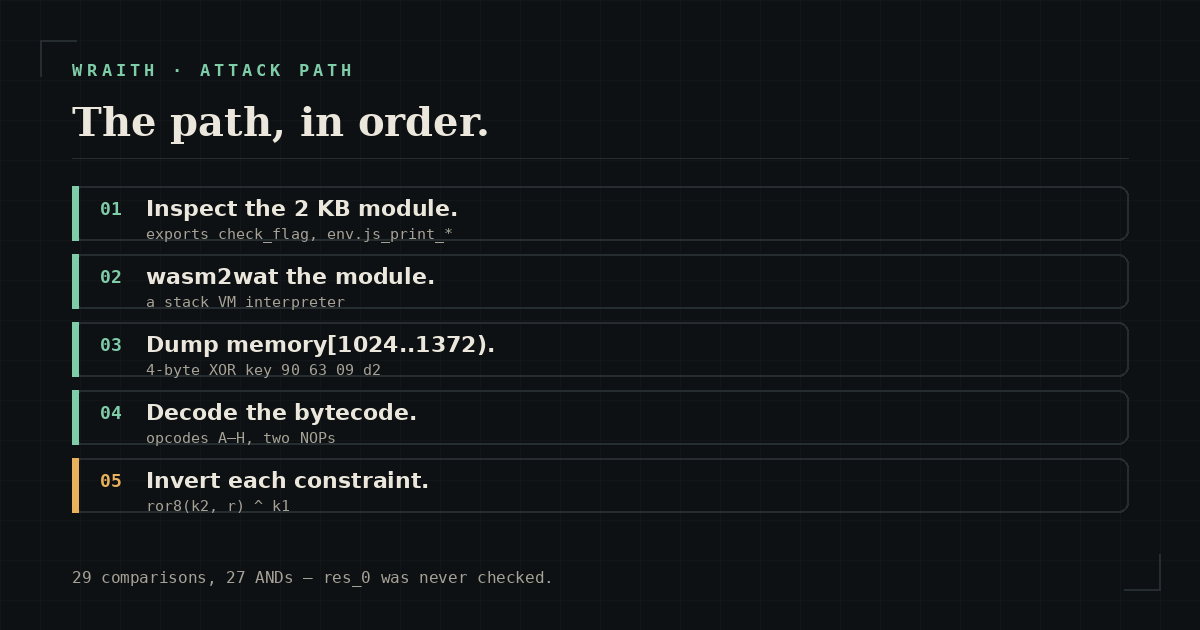 WRAITH · ATTACK PATH
The path, in order.
01 Inspect the 2 KB module.
exports check_flag, env.js_print_*
02 wasm2wat the module.
a stack VM interpreter
03 Dump memory[1024..1372).
4-byte XOR key 90 63 09 d2
04 Decode the bytecode.
opcodes A–H, two NOPs
05 Invert each constraint.
ror8(k2, r) ^ k1
29 comparisons, 27 ANDs — res_0 was never checked.